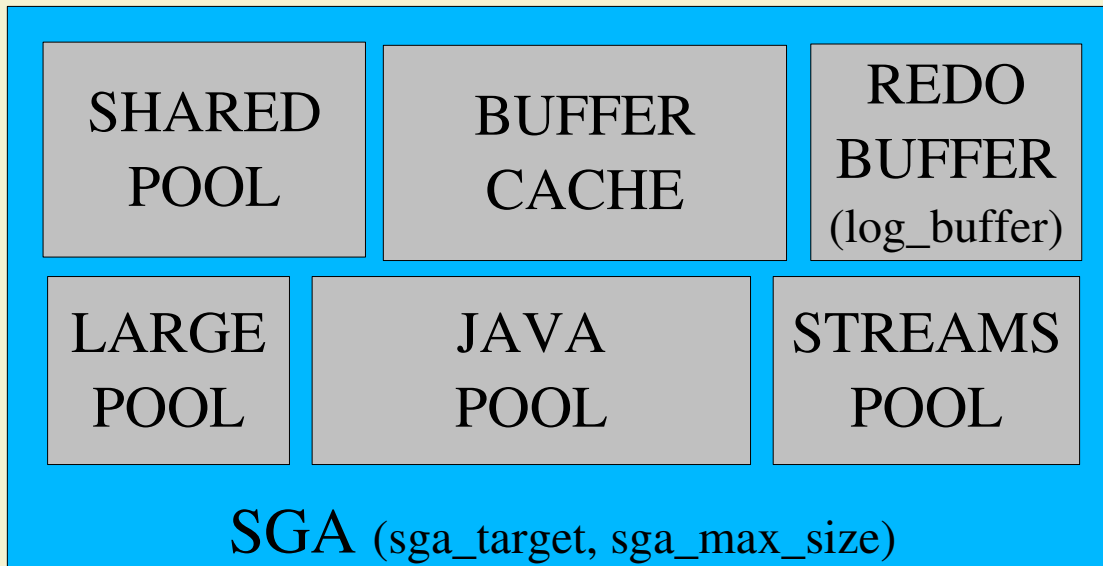 SHARED
POOL
BUFFER
CACHE
REDO
BUFFER
(log_buffer)
LARGE
POOL
JAVA
POOL
STREAMS
POOL
SGA (sga_target, sga_max_size)